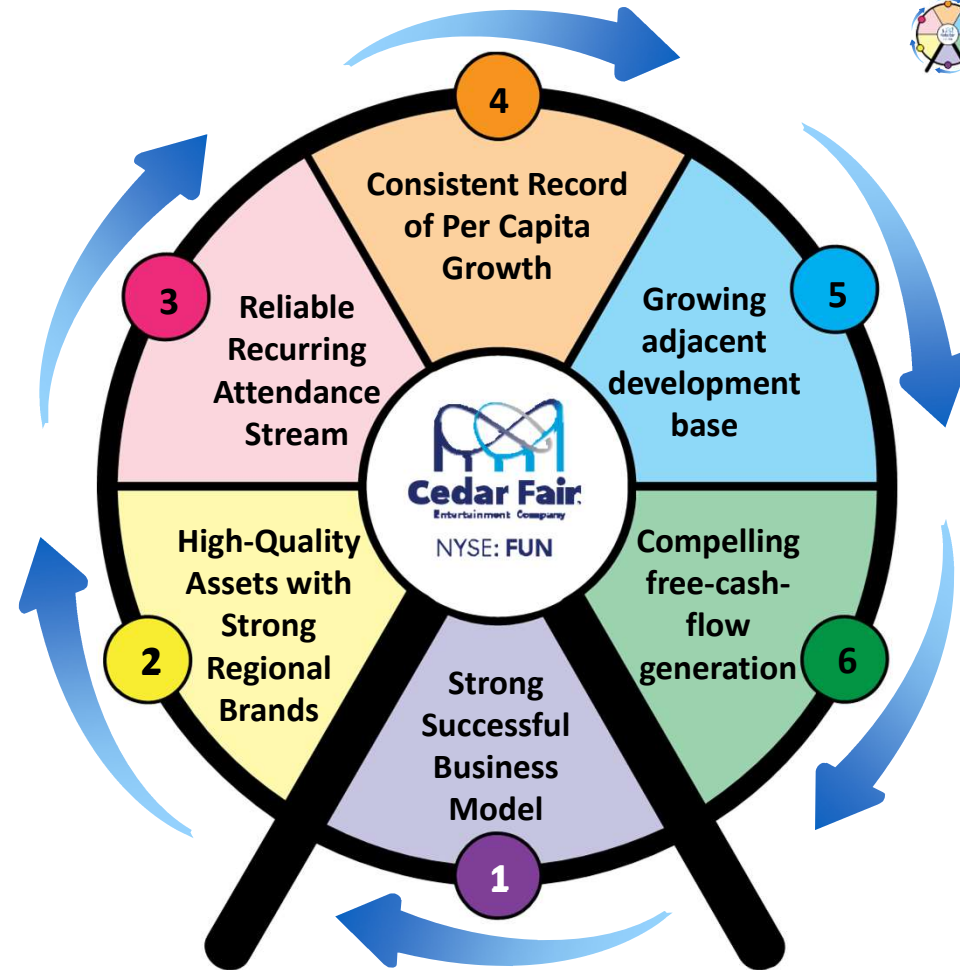 4
Consistent Record
of Per Capita
Growth
3
Reliable
Recurring
Attendance
Stream
5
Growing
adjacent
development
base
Cedar Fair
Entertainment Company
NYSE: FUN
2
High-Quality
Assets with
Strong
Regional
Brands
Compelling
free-cash-
flow
generation
6
Strong
Successful
Business
Model
1